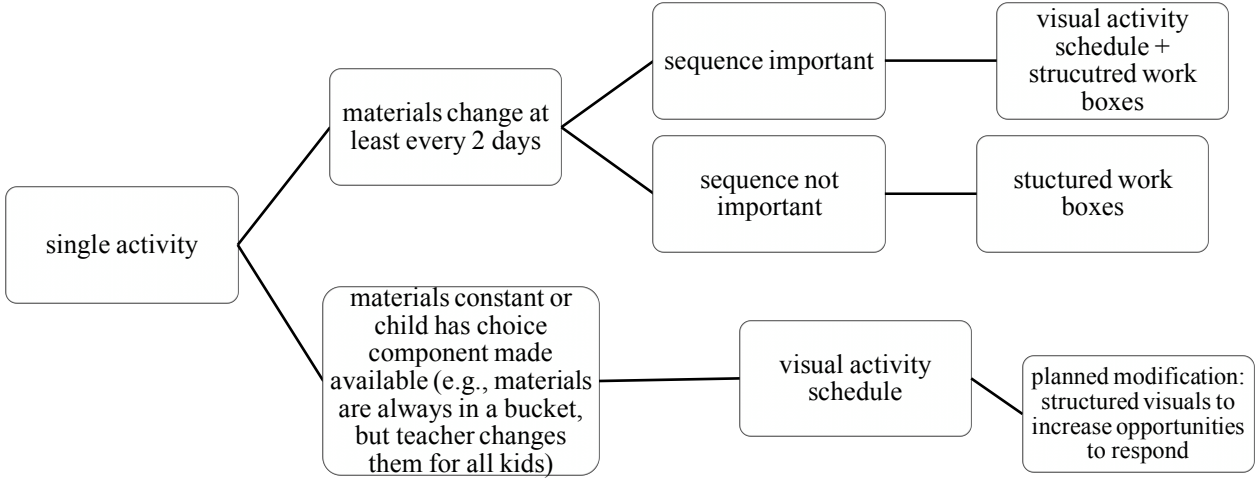 single activity
materials change at
least every 2 days
sequence important
visual activity
schedule +
strucutred work
boxes
sequence not
important
stuctured work
boxes
materials constant or
child has choice
component made
available (e.g., materials
are always in a bucket,
but teacher changes
them for all kids)
visual activity
schedule
planned modification:
structured visuals to
increase opportunities
to respond